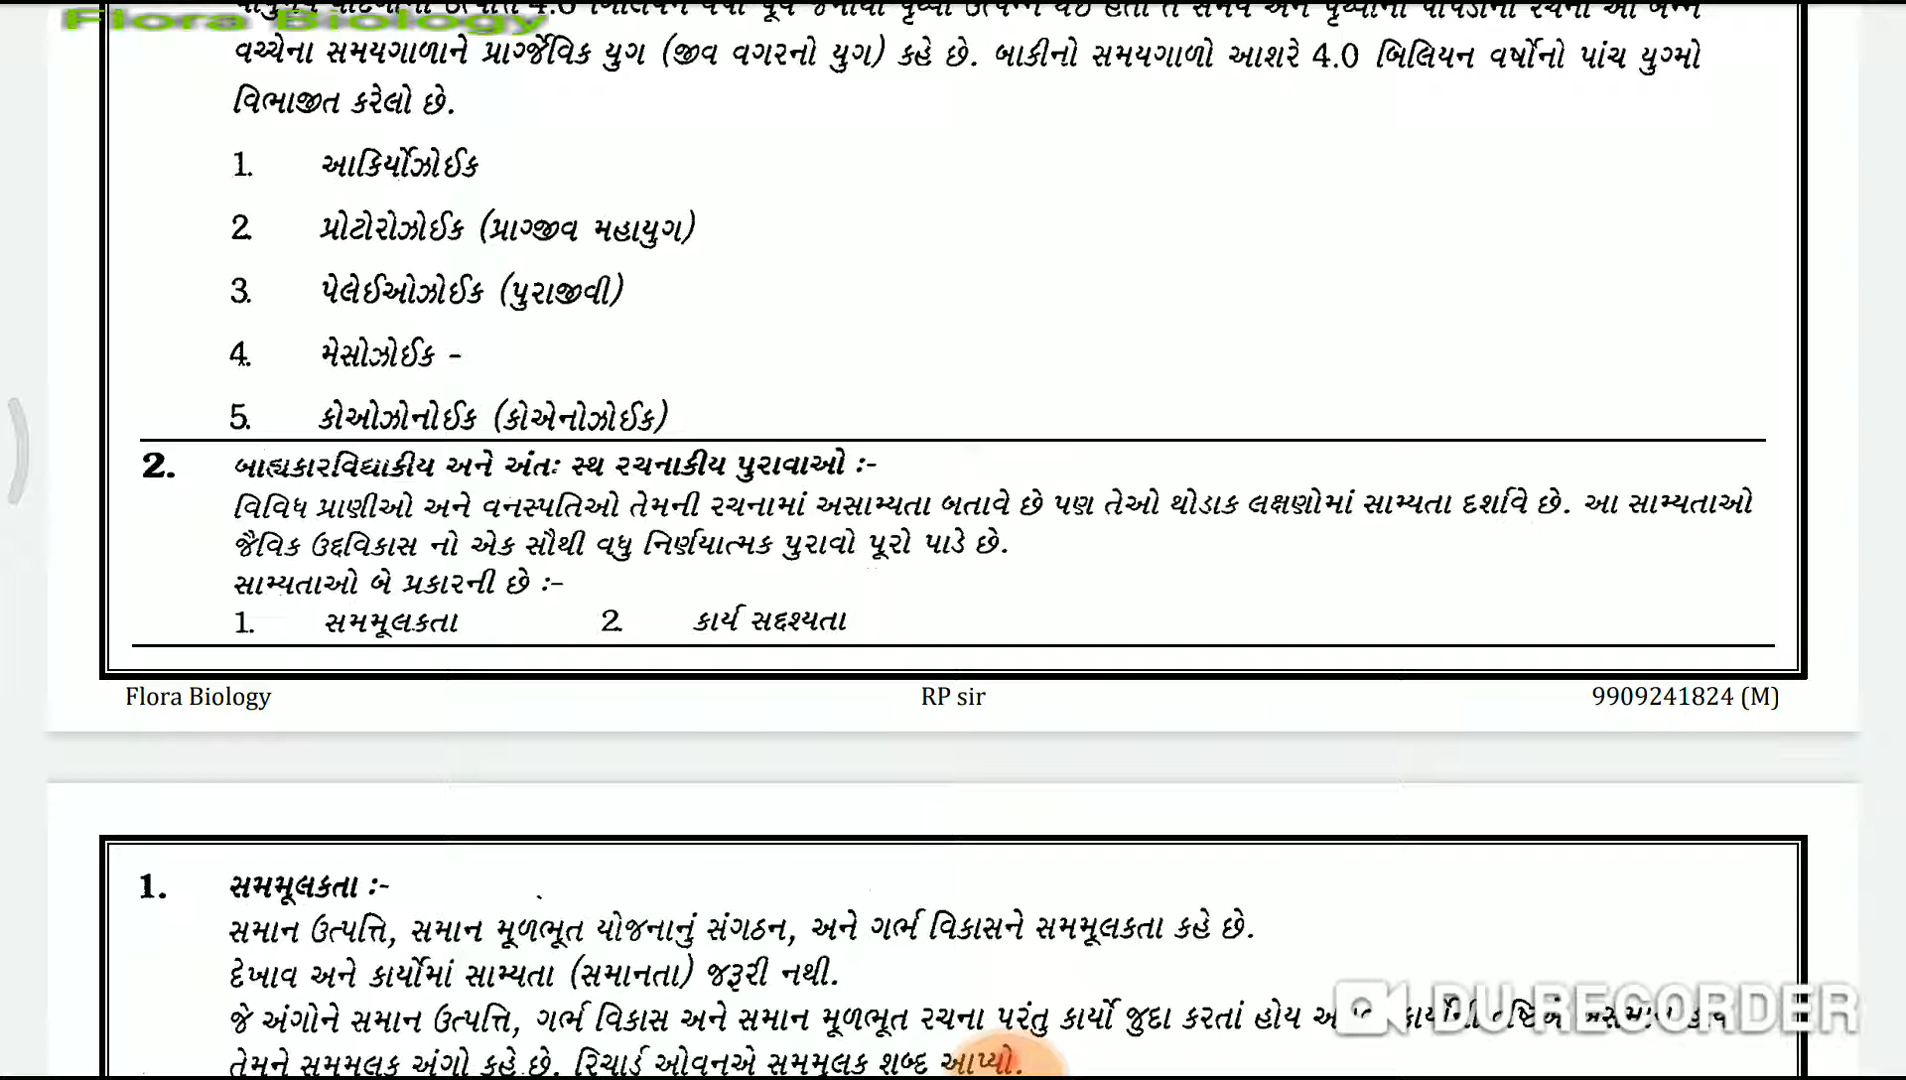 Flora Biology
વચ્ચેના સમયગાળાને પ્રાગ્જૈવિક યુગ (જીવ વગરનો યુગ) કહે છે. બાકીનો સમયગાળો આશરે 4.0 બિલિયન વર્ષોનો પાંચ યુગ્મો
વિભાજીત કરેલો છે.
1. આર્કિયોઝોઈક
2. પ્રોટોરોઝોઈક (પ્રાગ્જીવ મહાયુગ)
3. પેલેઈઓઝોઈક (પુરાજીવી)
4. મેસોઝોઈક -
5. કોઓઝોનોઈક (કોએનોઝોઈક)
2. બાહ્યકારવિદ્યાકીય અને અંતઃ સ્થ રચનાકીય પુરાવાઓ :-
વિવિધ પ્રાણીઓ અને વનસ્પતિઓ તેમની રચનામાં અસામ્યતા બતાવે છે પણ તેઓ થોડાક લક્ષણોમાં સામ્યતા દર્શાવે છે. આ સામ્યતાઓ
જૈવિક ઉદ્દવિકાસ નો એક સૌથી વધુ નિર્ણયાત્મક પુરાવો પૂરો પાડે છે.
સામ્યતાઓ બે પ્રકારની છે :-
1. સમમૂલકતા 2. કાર્ય સદ્દશ્યતા
Flora Biology RP sir 9909241824 (M)
1. સમમૂલકતા :-
સમાન ઉત્પત્તિ, સમાન મૂળભૂત યોજનાનું સંગઠન, અને ગર્ભ વિકાસને સમમૂલકતા કહે છે.
દેખાવ અને કાર્યોમાં સામ્યતા (સમાનતા) જરૂરી નથી.
જે અંગોને સમાન ઉત્પત્તિ, ગર્ભ વિકાસ અને સમાન મૂળભૂત રચના પરંતુ કાર્યો જુદા કરતાં હોય
DU RECORDER
તેમને સમમૂલક અંગો કહે છે. રિચાર્ડ ઓવનએ સમમૂલક શબ્દ આપ્યો.